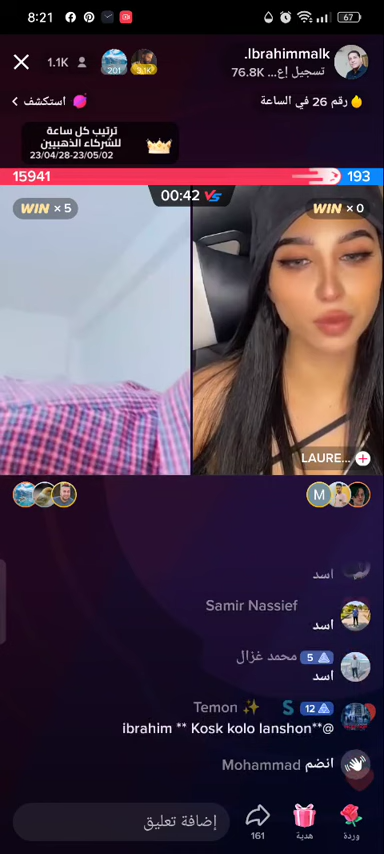 8:21
67
.Ibrahimmalk
تسجيل إع... 76.8K
1.1K
201
3.1K
رقم 26 في الساعة
استكشف
ترتيب كل ساعة
للشركاء الذهبيين
23/04/28-23/05/02
15941
193
00:42 VS
WIN × 5
WIN × 0
LAURE...
M
اسد
Samir Nassief
اسد
محمد غزال 5
اسد
Temon ✨ S 12
ibrahim ** Kosk kolo lanshon**@
Mohammad انضم
إضافة تعليق
161
هدية
وردة